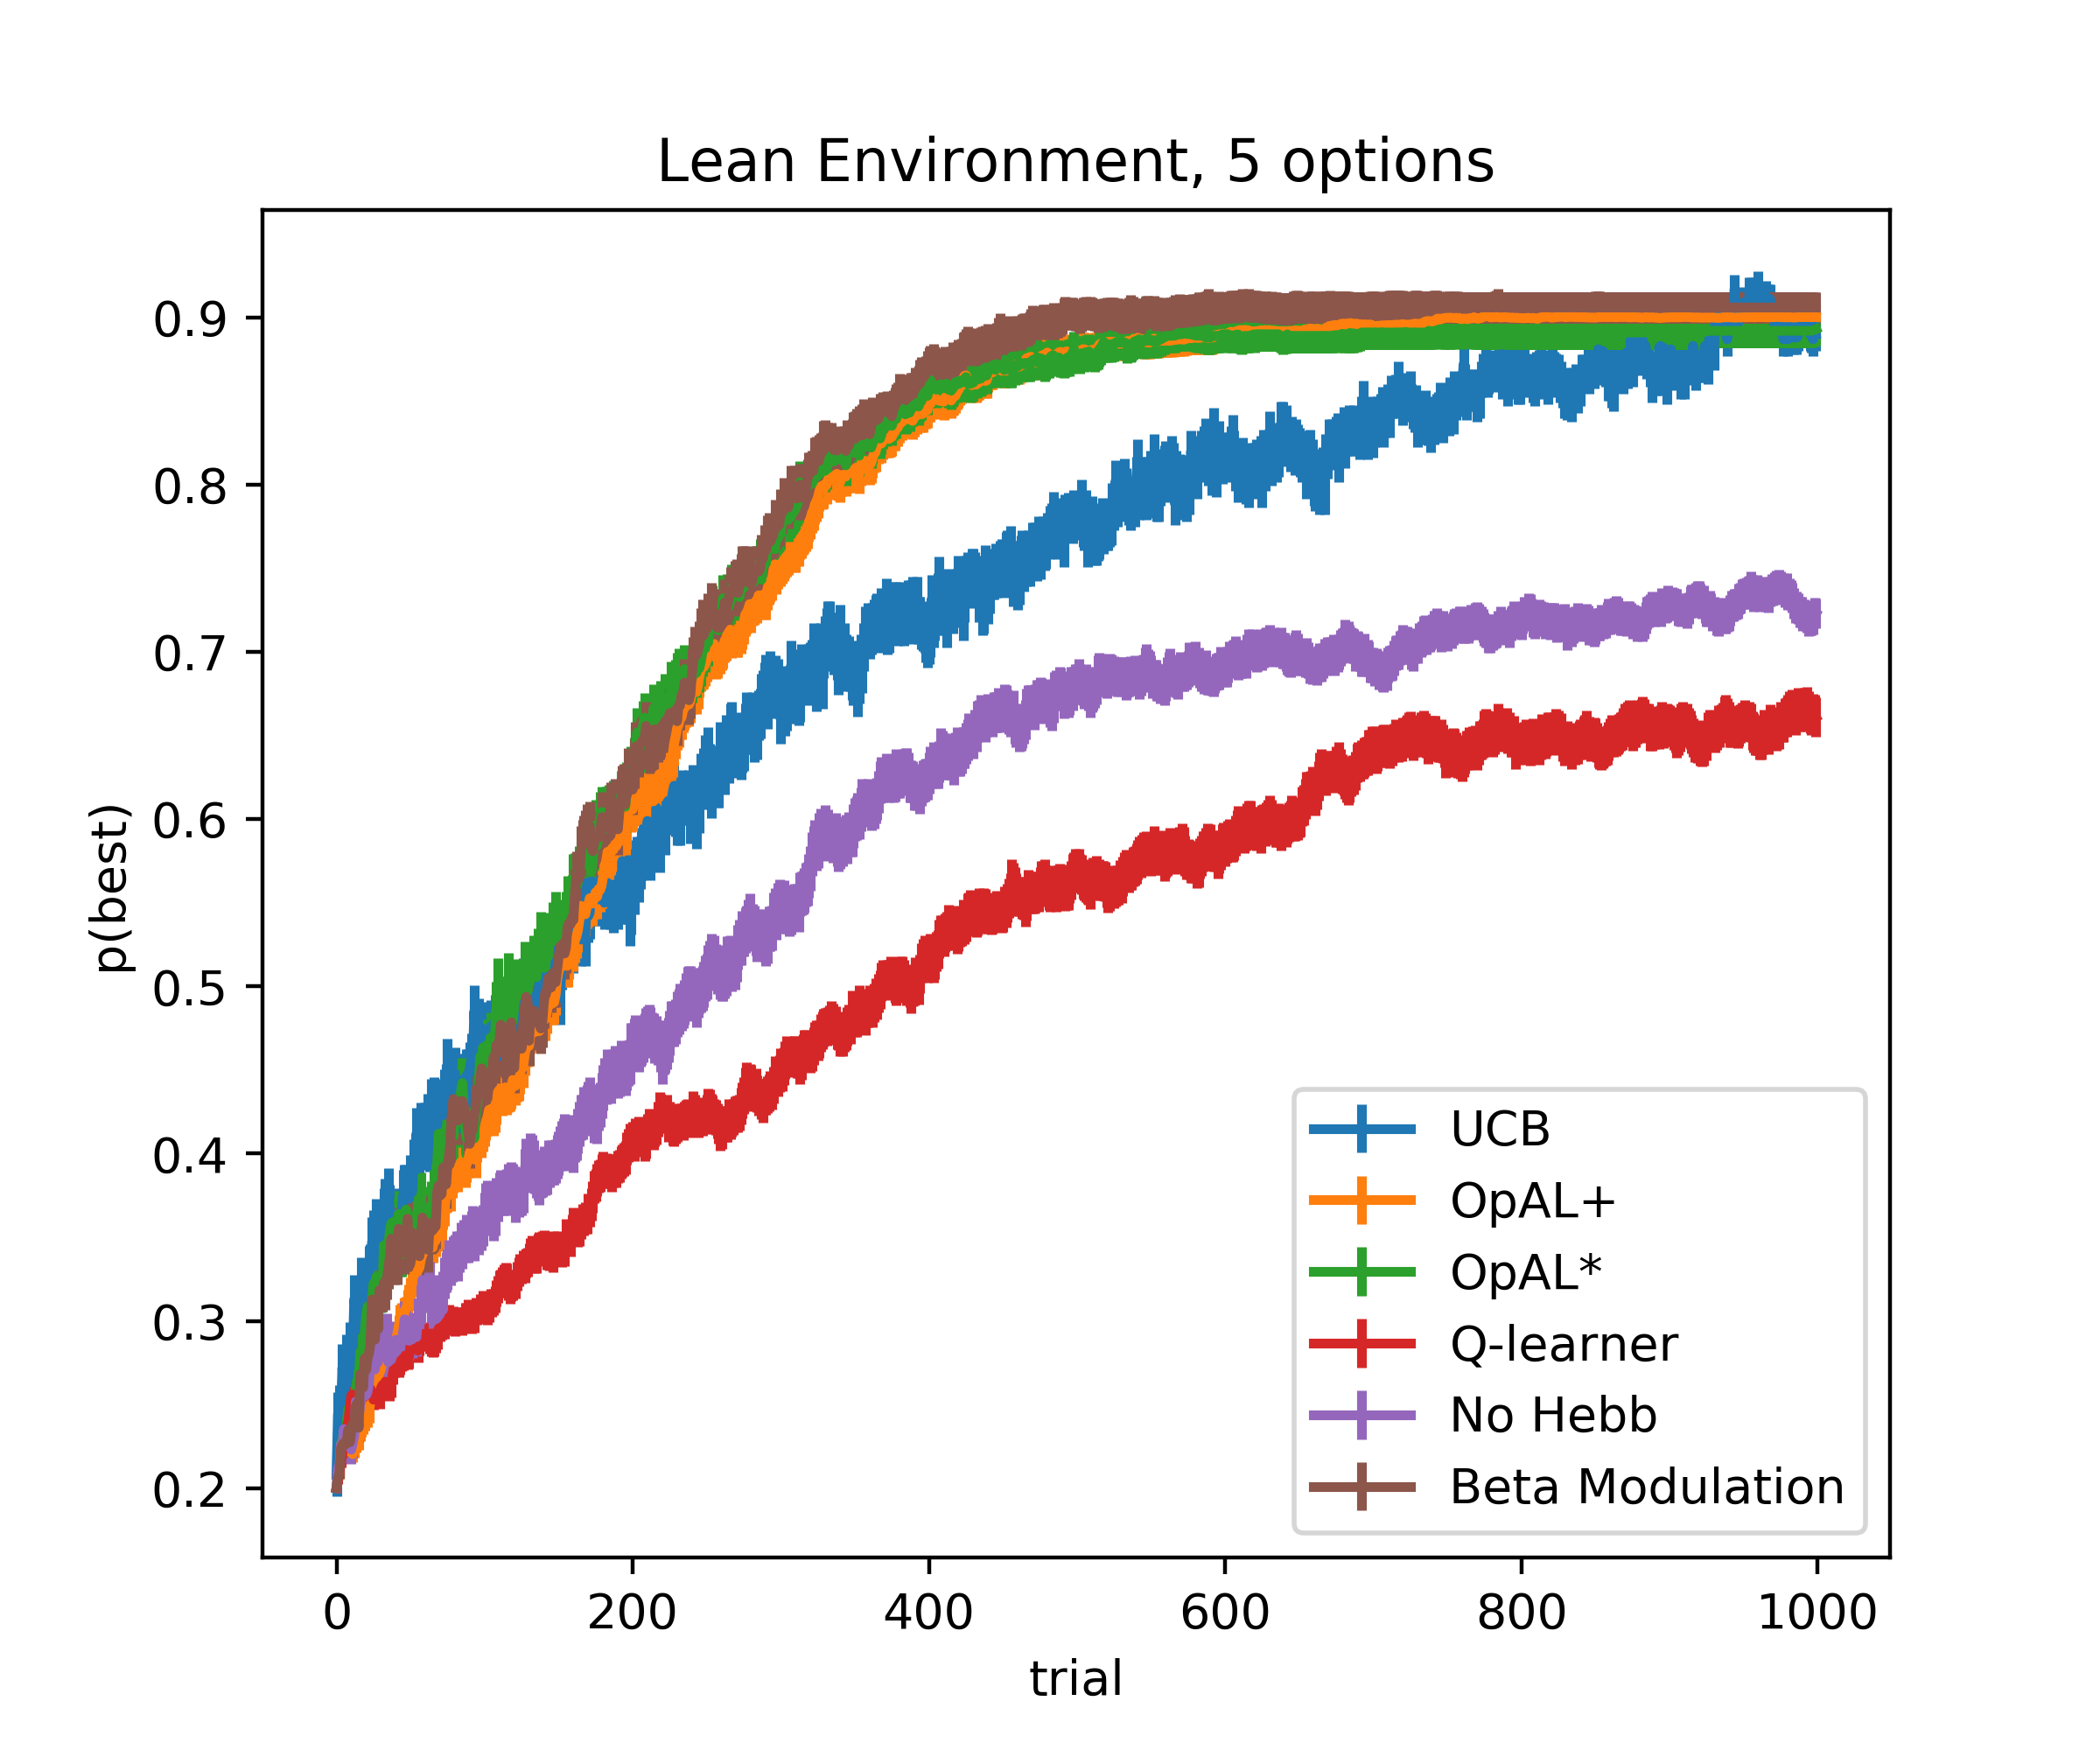 Lean Environment, 5 options
p(best)
0.9
0.8
0.7
0.6
0.5
0.4
0.3
0.2
0 200 400 600 800 1000
trial
UCB
OpAL+
OpAL*
Q-learner
No Hebb
Beta Modulation